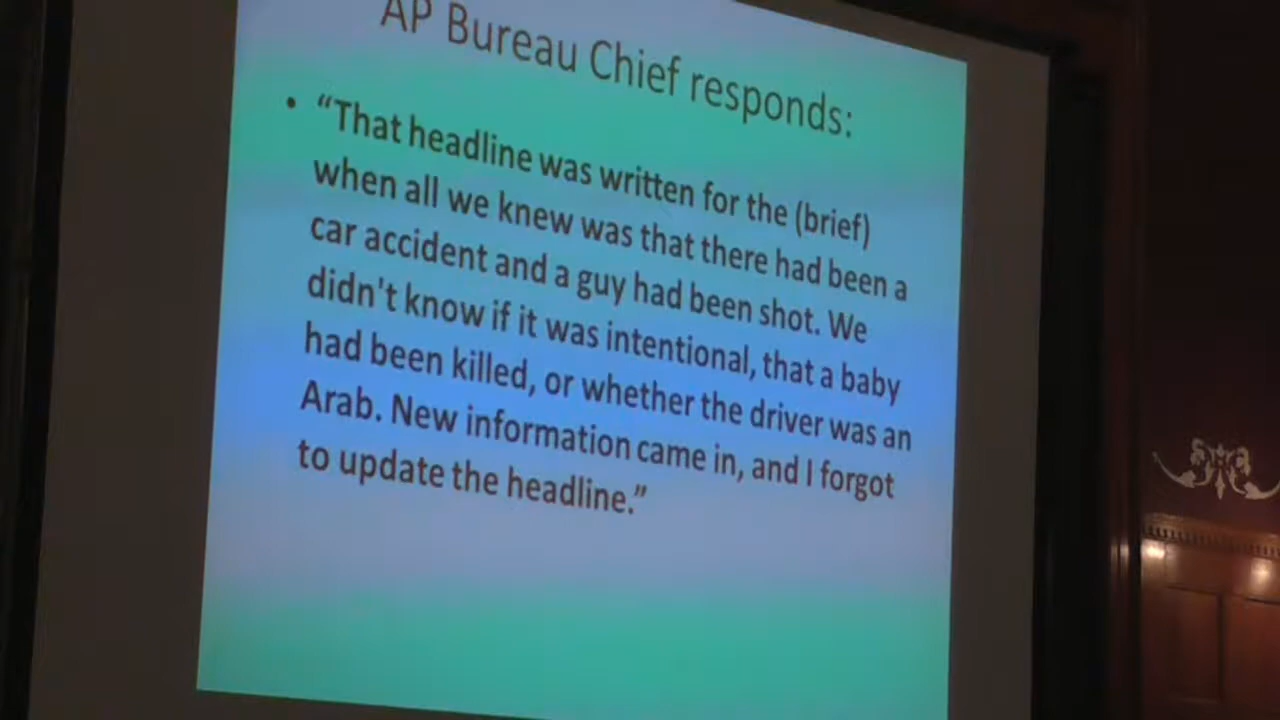 AP Bureau Chief responds:
• “That headline was written for the (brief)
when all we knew was that there had been a
car accident and a guy had been shot. We
didn't know if it was intentional, that a baby
had been killed, or whether the driver was an
Arab. New information came in, and I forgot
to update the headline.”